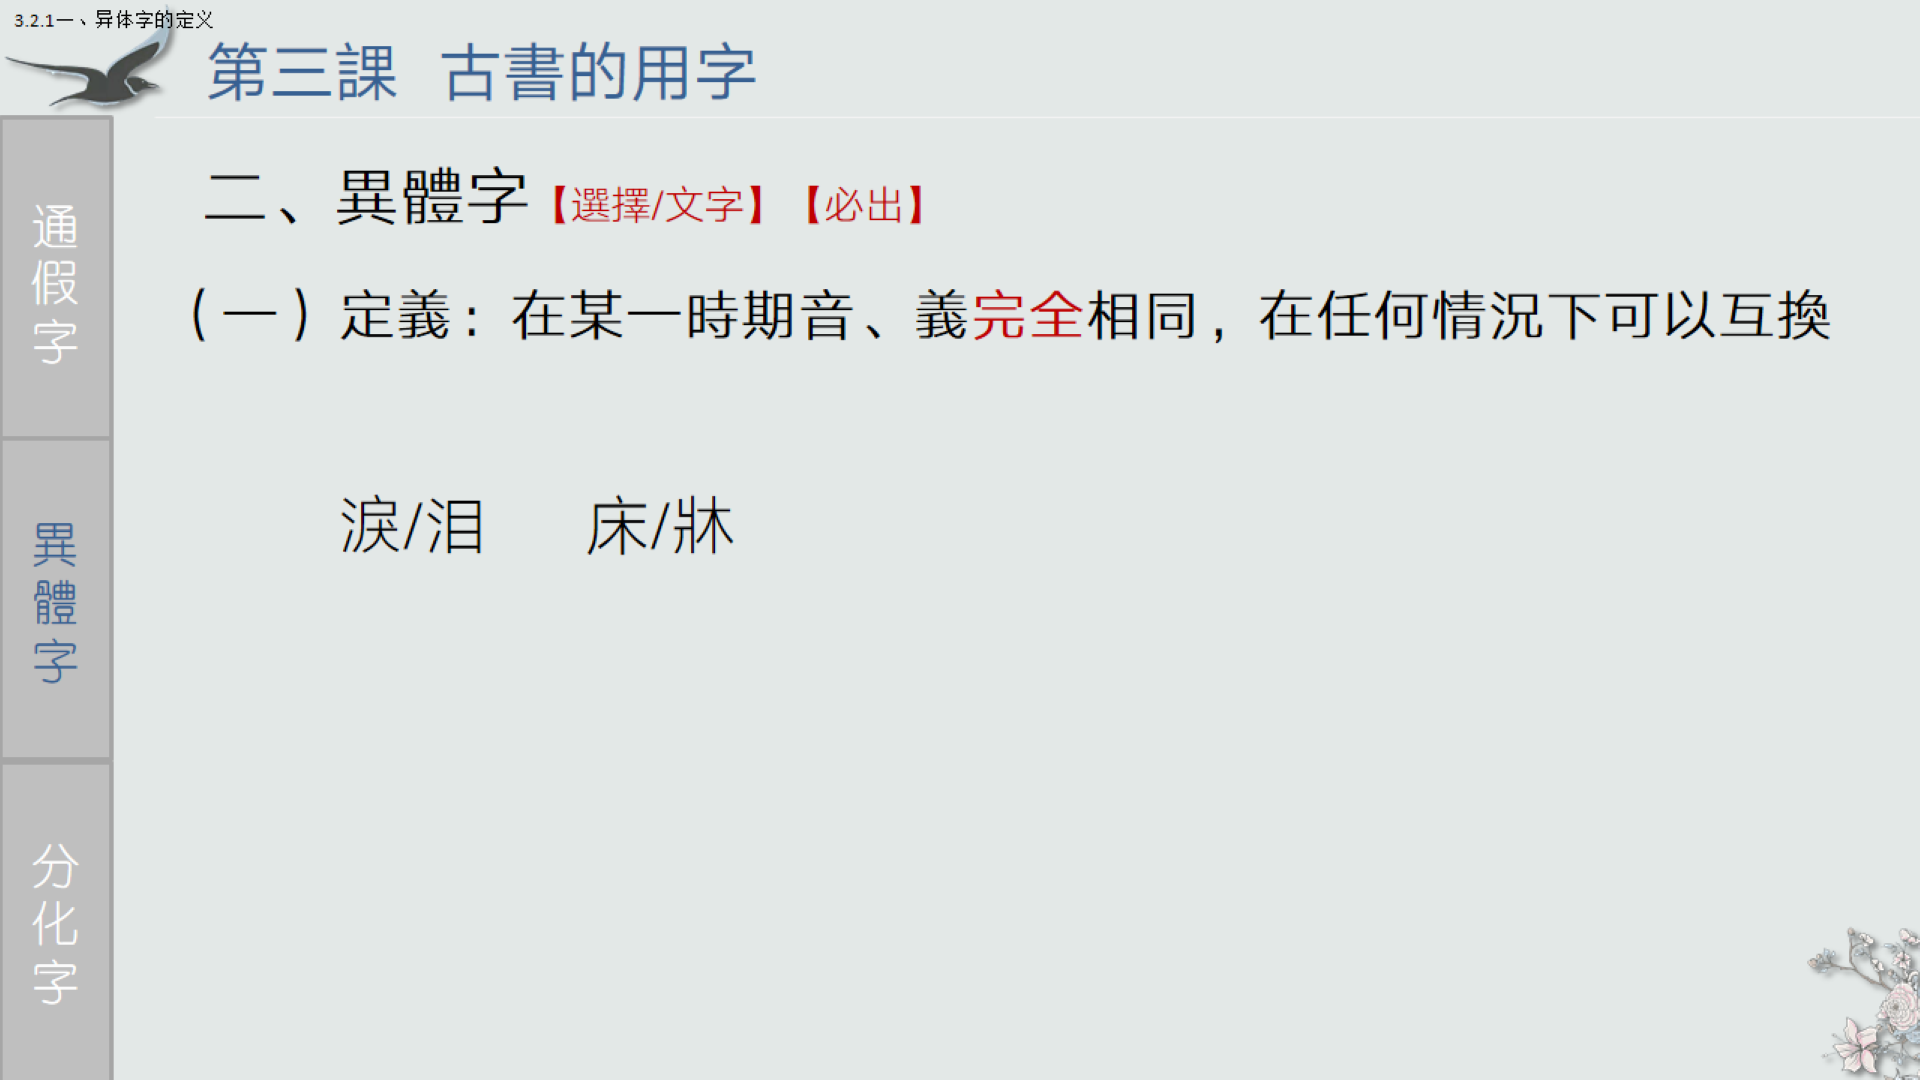 3.2.1一、异体字的定义
第三課 古書的用字
通假字
異體字
分化字
二、異體字【選擇/文字】【必出】
（一）定義：在某一時期音、義完全相同，在任何情況下可以互換
淚/泪 床/牀